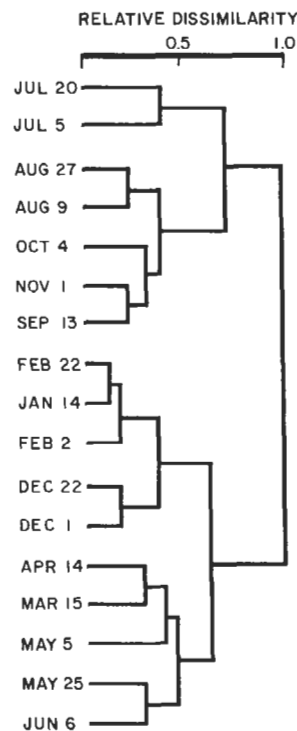 RELATIVE DISSIMILARITY
0.5 1.0
JUL 20
JUL 5
AUG 27
AUG 9
OCT 4
NOV 1
SEP 13
FEB 22
JAN 14
FEB 2
DEC 22
DEC 1
APR 14
MAR 15
MAY 5
MAY 25
JUN 6